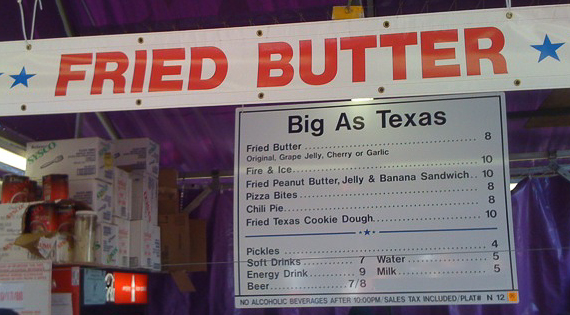 FRIED BUTTER
Big As Texas
Fried Butter 8
Original, Grape Jelly, Cherry or Garlic
Fire & Ice 10
Fried Peanut Butter, Jelly & Banana Sandwich 10
Pizza Bites 8
Chili Pie 8
Fried Texas Cookie Dough 10
Pickles 4
Soft Drinks 7 Water 5
Energy Drink 9 Milk 5
Beer 7/8
NO ALCOHOLIC BEVERAGES AFTER 10:00PM. SALES TAX INCLUDED/PLAT# N 12
SYSCO